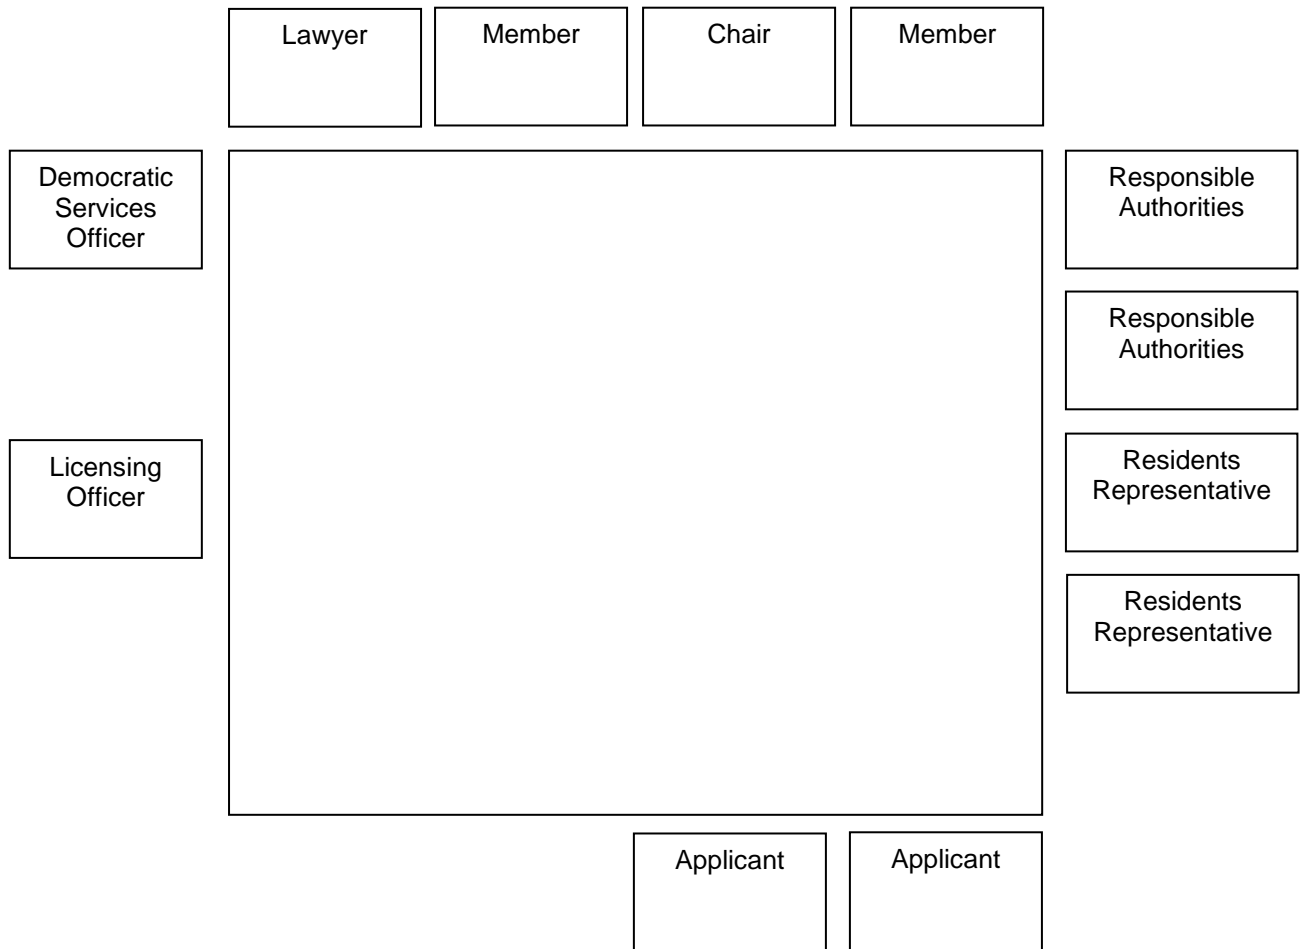 Lawyer
Member
Chair
Member
Democratic
Services
Officer
Responsible
Authorities
Responsible
Authorities
Licensing
Officer
Residents
Representative
Residents
Representative
Applicant
Applicant